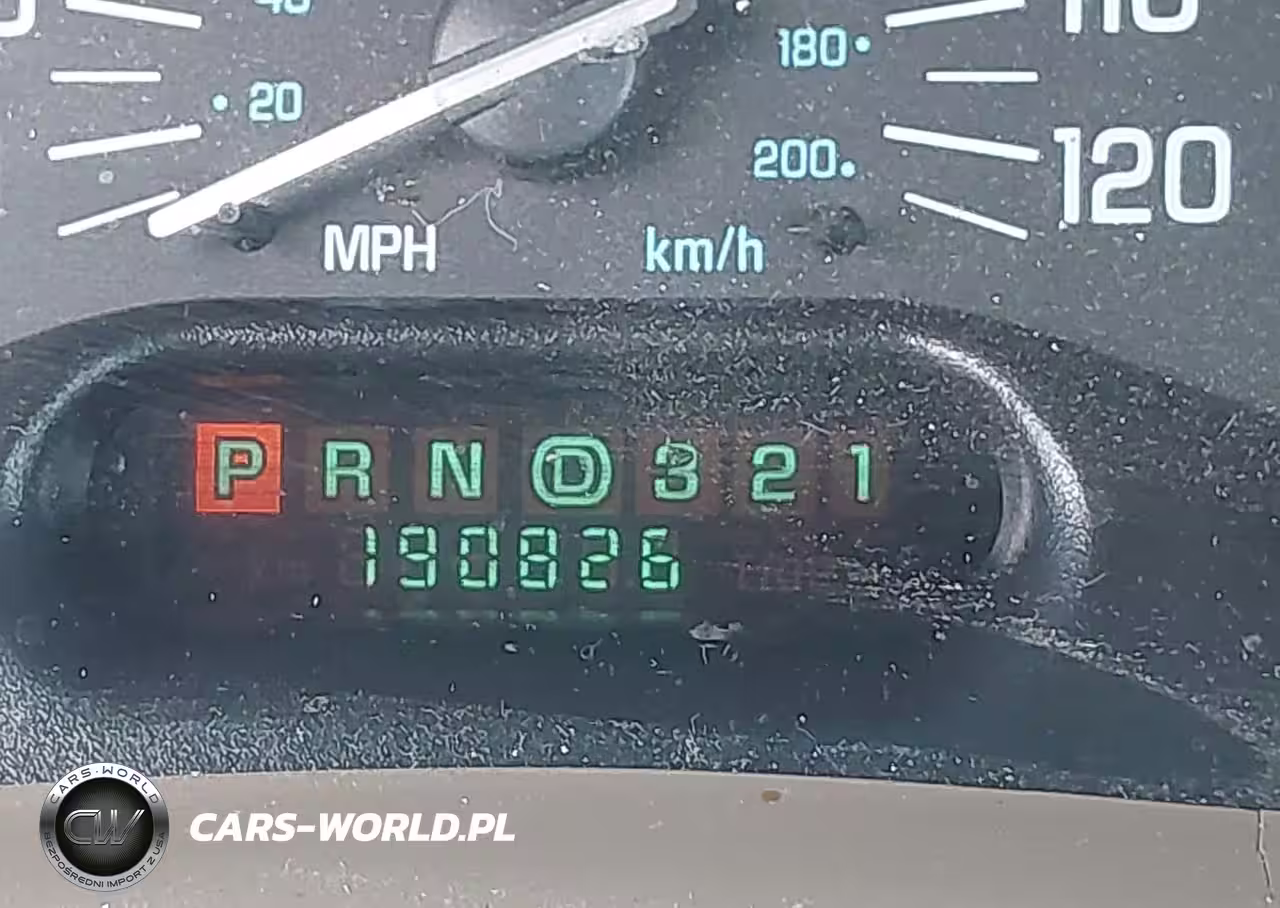 20
180
110
200
120
MPH km/h
P R N D 3 2 1
190826
CARS-WORLD
CW
BEZPOŚREDNI IMPORT Z USA
CARS-WORLD.PL